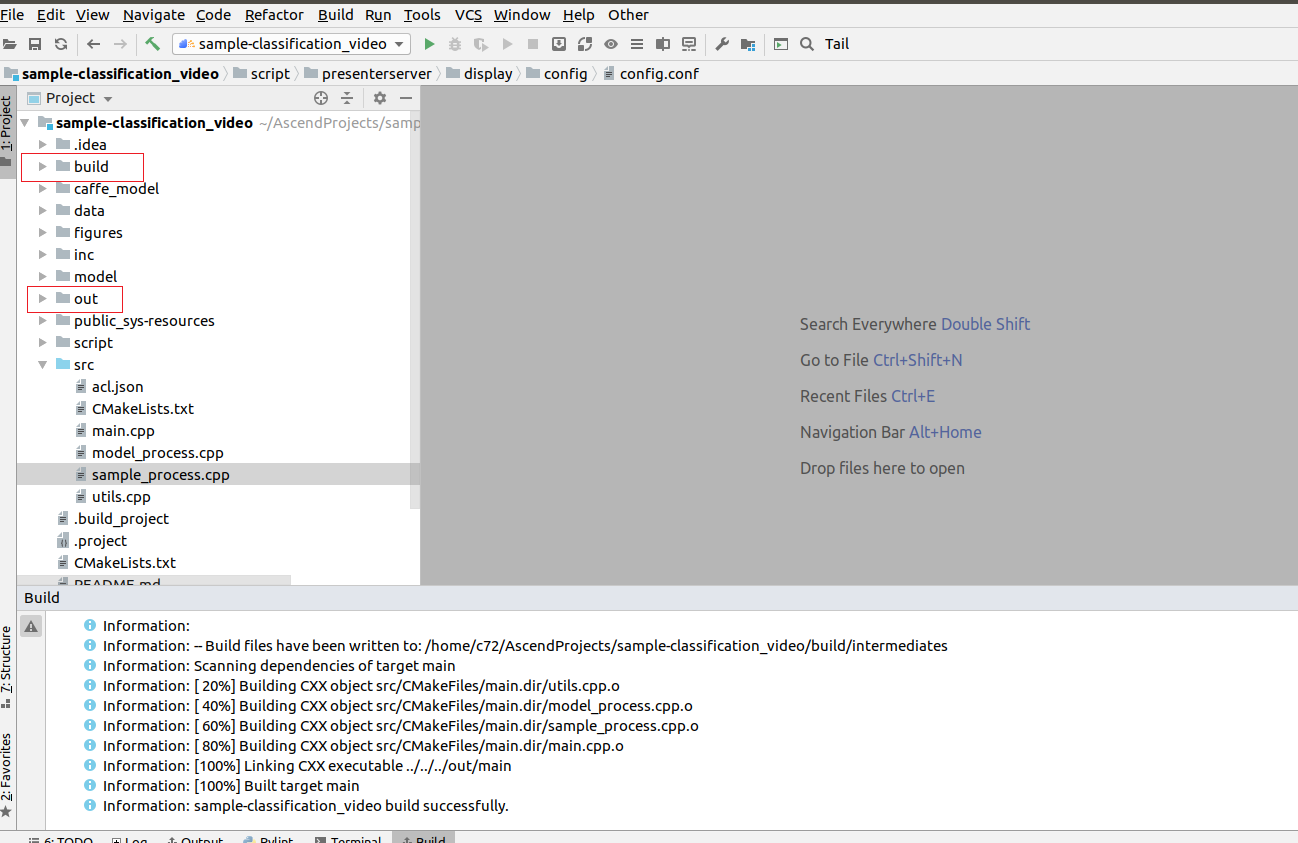 File Edit View Navigate Code Refactor Build Run Tools VCS Window Help Other
sample-classification_video Tail
sample-classification_video script presenterserver display config config.conf
1: Project
Project
sample-classification_video ~/AscendProjects/samp
.idea
build
caffe_model
data
figures
inc
model
out
public_sys-resources
script
src
acl.json
CMakeLists.txt
main.cpp
model_process.cpp
sample_process.cpp
utils.cpp
.build_project
.project
CMakeLists.txt
README.md
Search Everywhere Double Shift
Go to File Ctrl+Shift+N
Recent Files Ctrl+E
Navigation Bar Alt+Home
Drop files here to open
7: Structure
2: Favorites
Build
Information:
Information: -- Build files have been written to: /home/c72/AscendProjects/sample-classification_video/build/intermediates
Information: Scanning dependencies of target main
Information: [ 20%] Building CXX object src/CMakeFiles/main.dir/utils.cpp.o
Information: [ 40%] Building CXX object src/CMakeFiles/main.dir/model_process.cpp.o
Information: [ 60%] Building CXX object src/CMakeFiles/main.dir/sample_process.cpp.o
Information: [ 80%] Building CXX object src/CMakeFiles/main.dir/main.cpp.o
Information: [100%] Linking CXX executable ../../../out/main
Information: [100%] Built target main
Information: sample-classification_video build successfully.
6: TODO Log Output Pylint Terminal Build